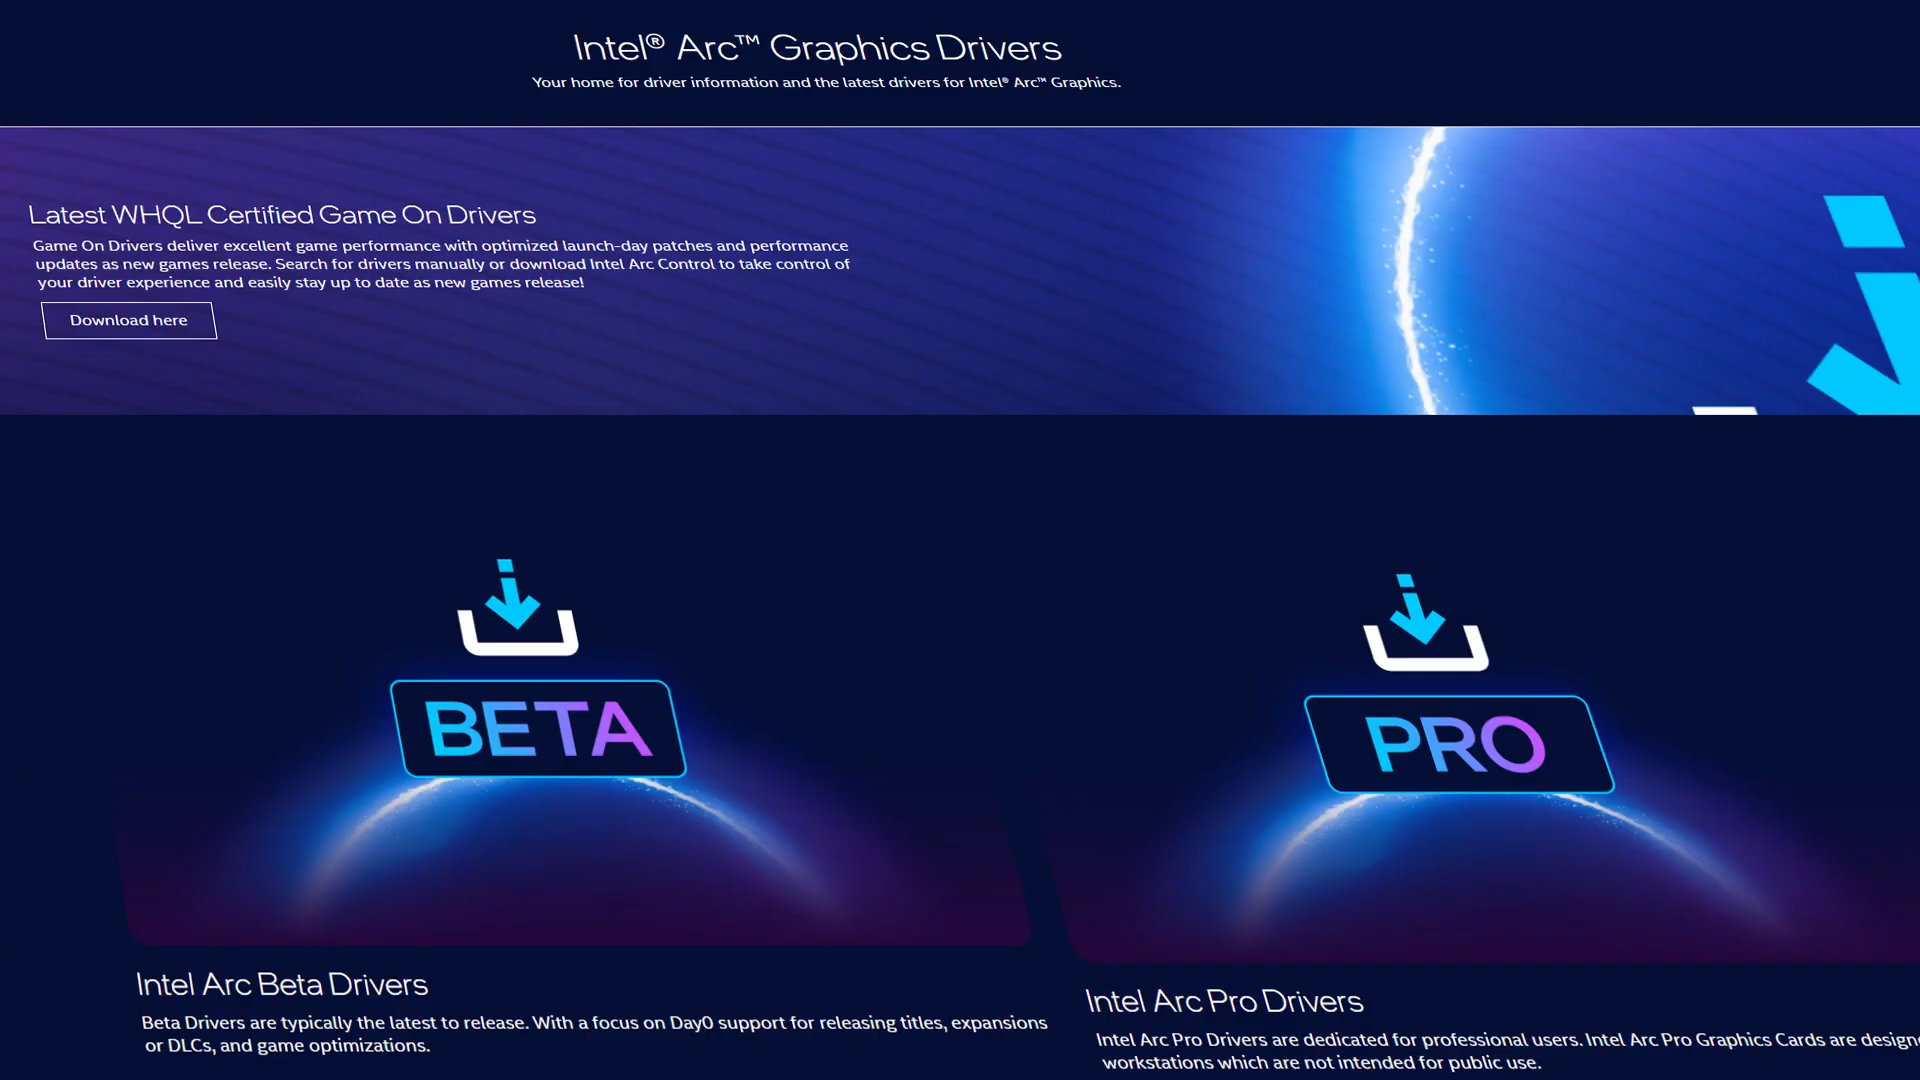 Intel® Arc™ Graphics Drivers
Your home for driver information and the latest drivers for Intel® Arc™ Graphics.
Latest WHQL Certified Game On Drivers
Game On Drivers deliver excellent game performance with optimized launch-day patches and performance
updates as new games release. Search for drivers manually or download Intel Arc Control to take control of
your driver experience and easily stay up to date as new games release!
Download here
BETA
PRO
Intel Arc Beta Drivers
Beta Drivers are typically the latest to release. With a focus on Day0 support for releasing titles, expansions
or DLCs, and game optimizations.
Intel Arc Pro Drivers
Intel Arc Pro Drivers are dedicated for professional users. Intel Arc Pro Graphics Cards are
workstations which are not intended for public use.